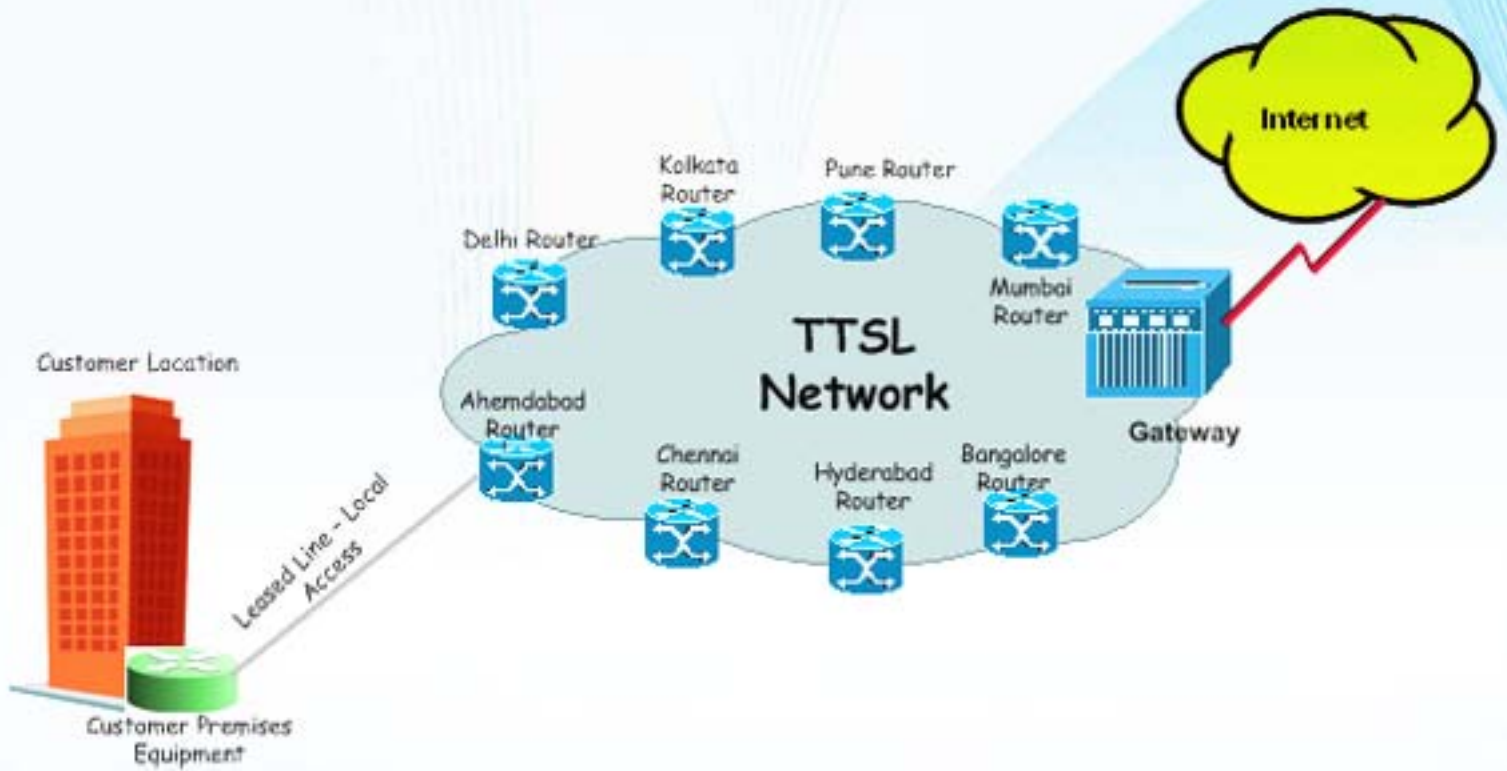 Internet
Kolkata
Router
Pune Router
Delhi Router
Mumbai
Router
TTSL
Network
Customer Location
Ahemdabad
Router
Gateway
Chennai
Router
Hyderabad
Router
Bangalore
Router
Leased Line - Local
Access
Customer Premises
Equipment